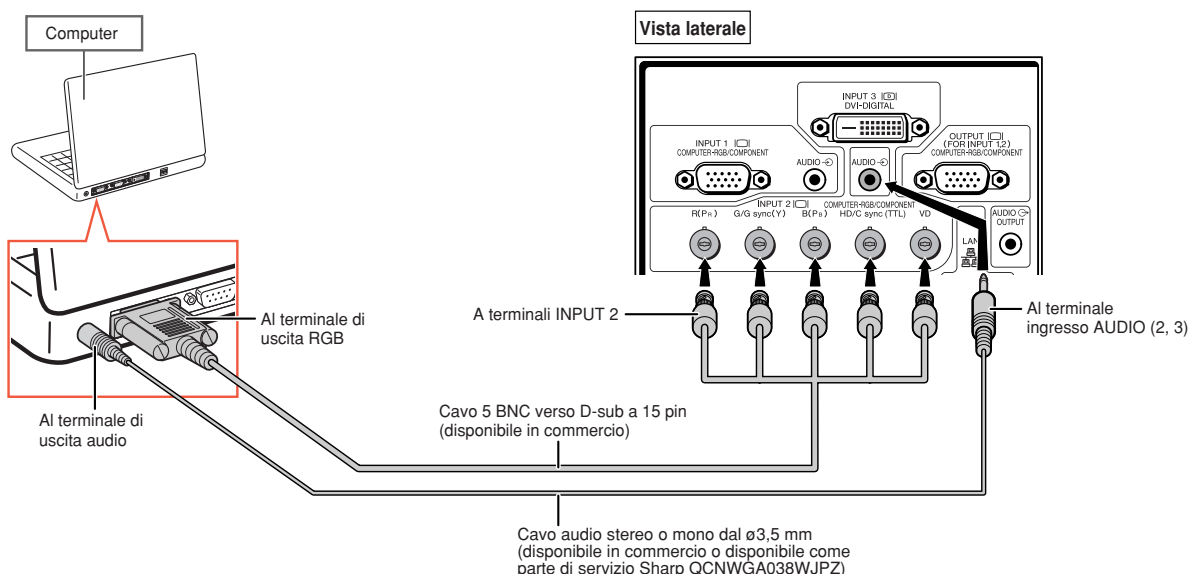 Computer
Vista laterale
INPUT 3
DVI-DIGITAL
INPUT 1
COMPUTER-RGB/COMPONENT
AUDIO
AUDIO
OUTPUT
(FOR INPUT 1,2)
COMPUTER-RGB/COMPONENT
INPUT 2
COMPUTER-RGB/COMPONENT
R(PR)
G/G sync(Y)
B(PB)
HD/C sync (TTL)
VD
AUDIO
OUTPUT
LAN
Al terminale di
uscita RGB
A terminali INPUT 2
Al terminale
ingresso AUDIO (2, 3)
Al terminale di
uscita audio
Cavo 5 BNC verso D-sub a 15 pin
(disponibile in commercio)
Cavo audio stereo o mono dal ø3,5 mm
(disponibile in commercio o disponibile come
parte di servizio Sharp QCNWGA038WJPZ)